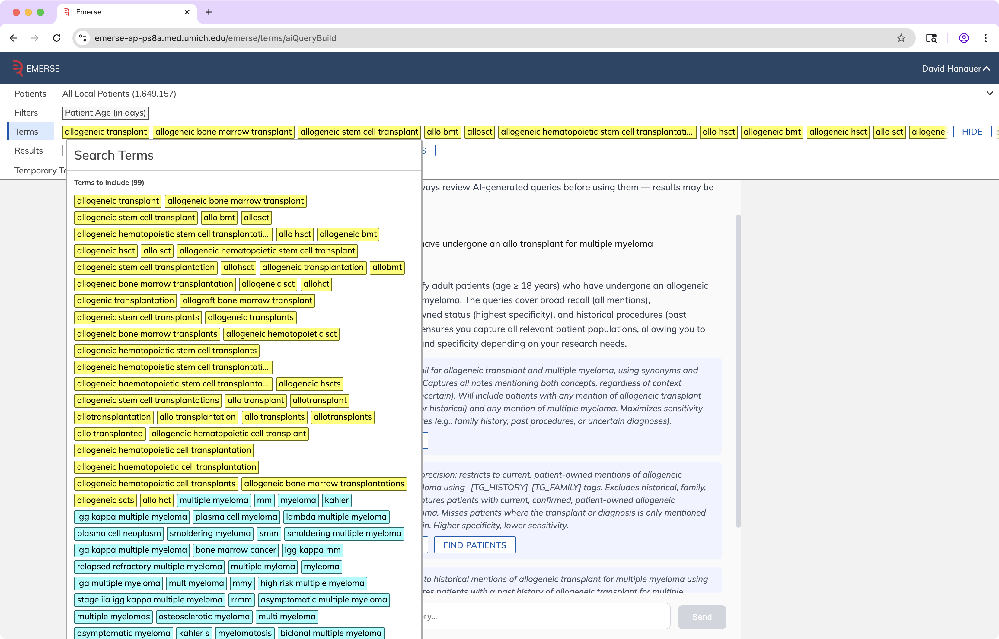 Emerse
emerse-ap-ps8a.med.umich.edu/emerse/terms/aiQueryBuild
EMERSE
David Hanauer
Patients All Local Patients (1,649,157)
Filters Patient Age (in days)
Terms allogeneic transplant allogeneic bone marrow transplant allogeneic stem cell transplant allo bmt allosct allogeneic hematopoietic stem cell transplantati... allo hsct allogeneic bmt allogeneic hsct allo sct allogeneic HIDE
Results S
Temporary Te
Search Terms
Terms to Include (99)
allogeneic transplant allogeneic bone marrow transplant
allogeneic stem cell transplant allo bmt allosct
allogeneic hematopoietic stem cell transplantati... allo hsct allogeneic bmt
allogeneic hsct allo sct allogeneic hematopoietic stem cell transplant
allogeneic stem cell transplantation allohsct allogeneic transplantation allobmt
allogeneic bone marrow transplantation allogeneic sct allohct
allogenic transplantation allograft bone marrow transplant
allogeneic stem cell transplants allogeneic transplants
allogeneic bone marrow transplants allogeneic hematopoietic sct
allogeneic hematopoietic stem cell transplants
allogeneic hematopoietic stem cell transplantati...
allogeneic haematopoietic stem cell transplanta... allogeneic hscts
allogeneic stem cell transplantations allo transplant allotransplant
allotransplantation allo transplantation allo transplants allotransplants
allo transplanted allogeneic hematopoietic cell transplant
allogeneic hematopoietic cell transplantation
allogeneic haematopoietic cell transplantation
allogeneic hematopoietic cell transplants allogeneic bone marrow transplantations
allogeneic scts allo hct multiple myeloma mm myeloma kahler
igg kappa multiple myeloma plasma cell myeloma lambda multiple myeloma
plasma cell neoplasm smoldering myeloma smm smoldering multiple myeloma
iga kappa multiple myeloma bone marrow cancer igg kappa mm
relapsed refractory multiple myeloma multiple myloma myleoma
iga multiple myeloma mult myeloma mmy high risk multiple myeloma
stage iia igg kappa multiple myeloma rrmm asymptomatic multiple myeloma
multiple myelomas osteosclerotic myeloma multi myeloma
asymptomatic myeloma kahler s myelomatosis biclonal multiple myeloma
ways review AI-generated queries before using them — results may be
have undergone an allo transplant for multiple myeloma
fy adult patients (age ≥ 18 years) who have undergone an allogeneic
myeloma. The queries cover broad recall (all mentions),
wned status (highest specificity), and historical procedures (past
ensures you capture all relevant patient populations, allowing you to
and specificity depending on your research needs.
all for allogeneic transplant and multiple myeloma, using synonyms and
Captures all notes mentioning both concepts, regardless of context
ncertain). Will include patients with any mention of allogeneic transplant
or historical) and any mention of multiple myeloma. Maximizes sensitivity
ves (e.g., family history, past procedures, or uncertain diagnoses).
precision: restricts to current, patient-owned mentions of allogeneic
loma using -[TG_HISTORY]-[TG_FAMILY] tags. Excludes historical, family,
ptures patients with current, confirmed, patient-owned allogeneic
oma. Misses patients where the transplant or diagnosis is only mentioned
in. Higher specificity, lower sensitivity.
FIND PATIENTS
to historical mentions of allogeneic transplant for multiple myeloma using
res patients with a past history of allogeneic transplant for multiple
ery...
Send